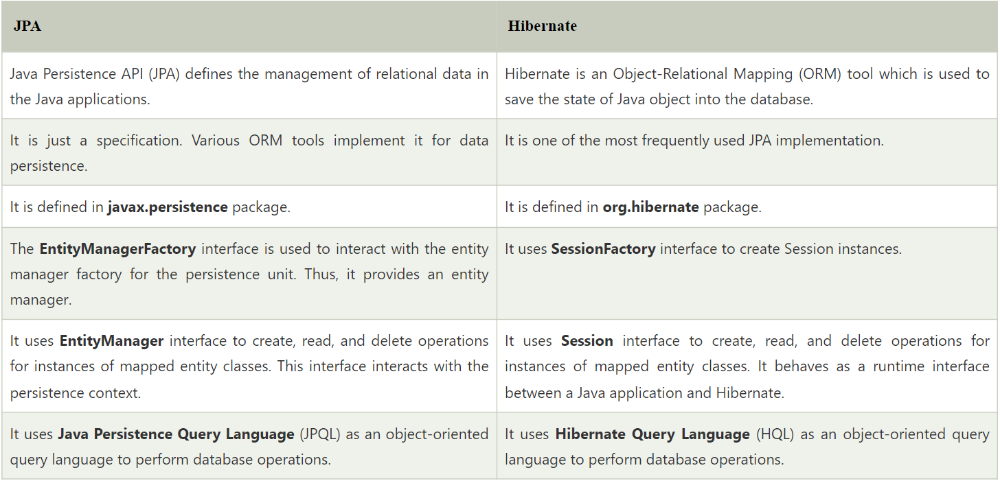 JPA
Hibernate
Java Persistence API (JPA) defines the management of relational data in
the Java applications.
Hibernate is an Object-Relational Mapping (ORM) tool which is used to
save the state of Java object into the database.
It is just a specification. Various ORM tools implement it for data
persistence.
It is one of the most frequently used JPA implementation.
It is defined in javax.persistence package.
It is defined in org.hibernate package.
The EntityManagerFactory interface is used to interact with the entity
manager factory for the persistence unit. Thus, it provides an entity
manager.
It uses SessionFactory interface to create Session instances.
It uses EntityManager interface to create, read, and delete operations
for instances of mapped entity classes. This interface interacts with the
persistence context.
It uses Session interface to create, read, and delete operations for
instances of mapped entity classes. It behaves as a runtime interface
between a Java application and Hibernate.
It uses Java Persistence Query Language (JPQL) as an object-oriented
query language to perform database operations.
It uses Hibernate Query Language (HQL) as an object-oriented query
language to perform database operations.